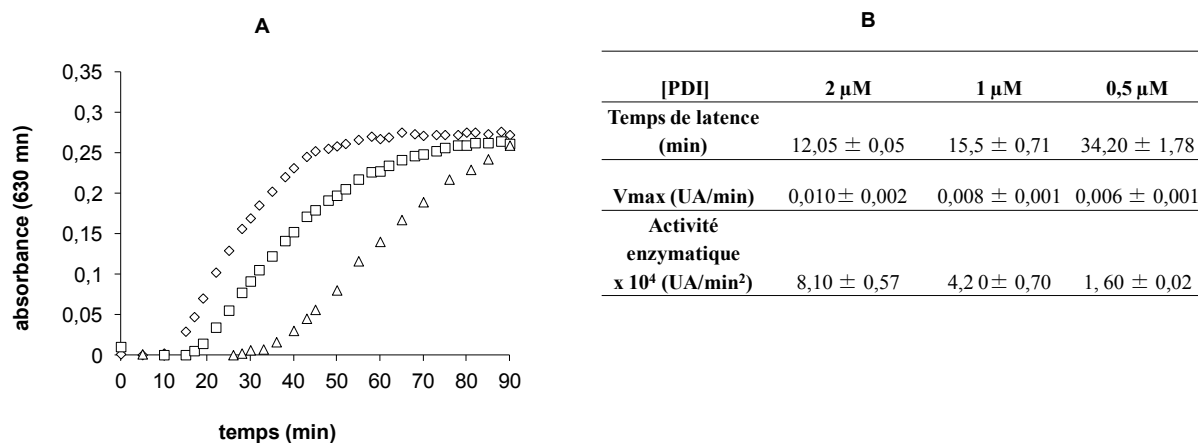 A
absorbance (630 mn)
0,35
0,3
0,25
0,2
0,15
0,1
0,05
0
0 10 20 30 40 50 60 70 80 90
temps (min)
B
[PDI] 2 µM 1 µM 0,5 µM
Temps de latence
(min) 12,05 ± 0,05 15,5 ± 0,71 34,20 ± 1,78
Vmax (UA/min) 0,010 ± 0,002 0,008 ± 0,001 0,006 ± 0,001
Activité
enzymatique
x 10⁴ (UA/min²) 8,10 ± 0,57 4,2 0 ± 0,70 1, 60 ± 0,02